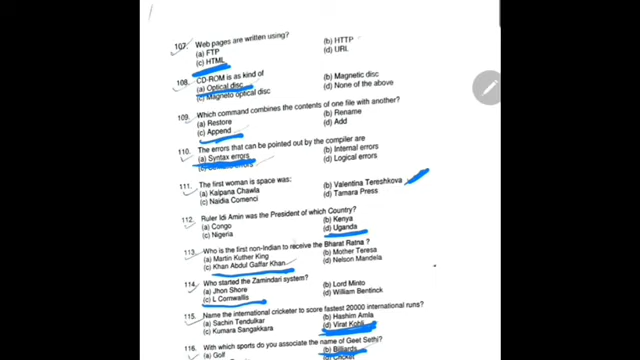 107. Web pages are written using?
(a) FTP (b) HTTP
(c) HTML (d) URL
108. CD-ROM is as kind of
(a) Optical disc (b) Magnetic disc
(c) Magneto optical disc (d) None of the above
109. Which command combines the contents of one file with another?
(a) Restore (b) Rename
(c) Append (d) Add
110. The errors that can be pointed out by the compiler are
(a) Syntax errors (b) Internal errors
(c) errors (d) Logical errors
111. The first woman is space was:
(a) Kalpana Chawla (b) Valentina Tereshkova
(c) Naidia Comenci (d) Tamara Press
112. Ruler Idi Amin was the President of which Country?
(a) Congo (b) Kenya
(c) Nigeria (d) Uganda
113. Who is the first non-Indian to receive the Bharat Ratna ?
(a) Martin Kuther King (b) Mother Teresa
(c) Khan Abdul Gaffar Khan (d) Nelson Mandela
114. Who started the Zamindari system?
(a) Jhon Shore (b) Lord Minto
(c) L Cornwallis (d) William Bentinck
115. Name the international cricketer to score fastest 20000 international runs?
(a) Sachin Tendulkar (b) Hashim Amla
(c) Kumara Sangakkara (d) Virat Kohli
116. With which sports do you associate the name of Geet Sethi?
(a) Golf (b) Billiards
(d) Cricket